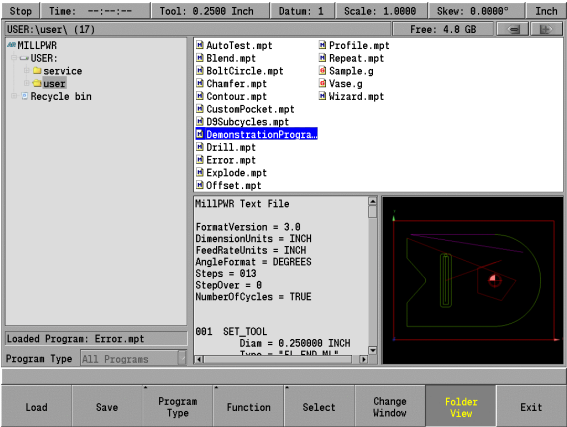 Stop Time: --:--:-- Tool: 0.2500 Inch Datum: 1 Scale: 1.0000 Skew: 0.0000° Inch
USER:\user\ (17) Free: 4.8 GB
MILLPWR
USER:
service
user
Recycle bin
AutoTest.mpt
Blend.mpt
BoltCircle.mpt
Chamfer.mpt
Contour.mpt
CustomPocket.mpt
D9Subcycles.mpt
DemonstrationProgra…
Drill.mpt
Error.mpt
Explode.mpt
Offset.mpt
Profile.mpt
Repeat.mpt
Sample.g
Vase.g
Wizard.mpt
MillPWR Text File
FormatVersion = 3.0
DimensionUnits = INCH
FeedRateUnits = INCH
AngleFormat = DEGREES
Steps = 013
StepOver = 0
NumberOfCycles = TRUE
001 SET_TOOL
Diam = 0.250000 INCH
Type = "FL END ML"
Loaded Program: Error.mpt
Program Type All Programs
Load Save Program Type Function Select Change Window Folder View Exit